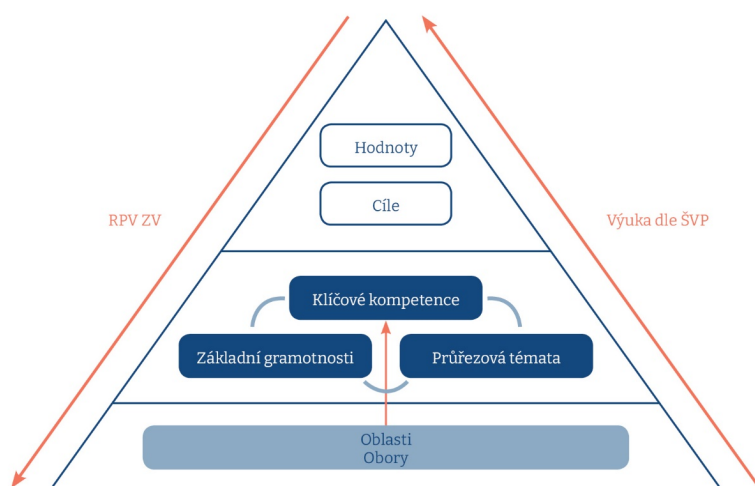 Hodnoty
Cíle
RPV ZV
Výuka dle ŠVP
Klíčové kompetence
Základní gramotnosti
Průřezová témata
Oblasti
Obory